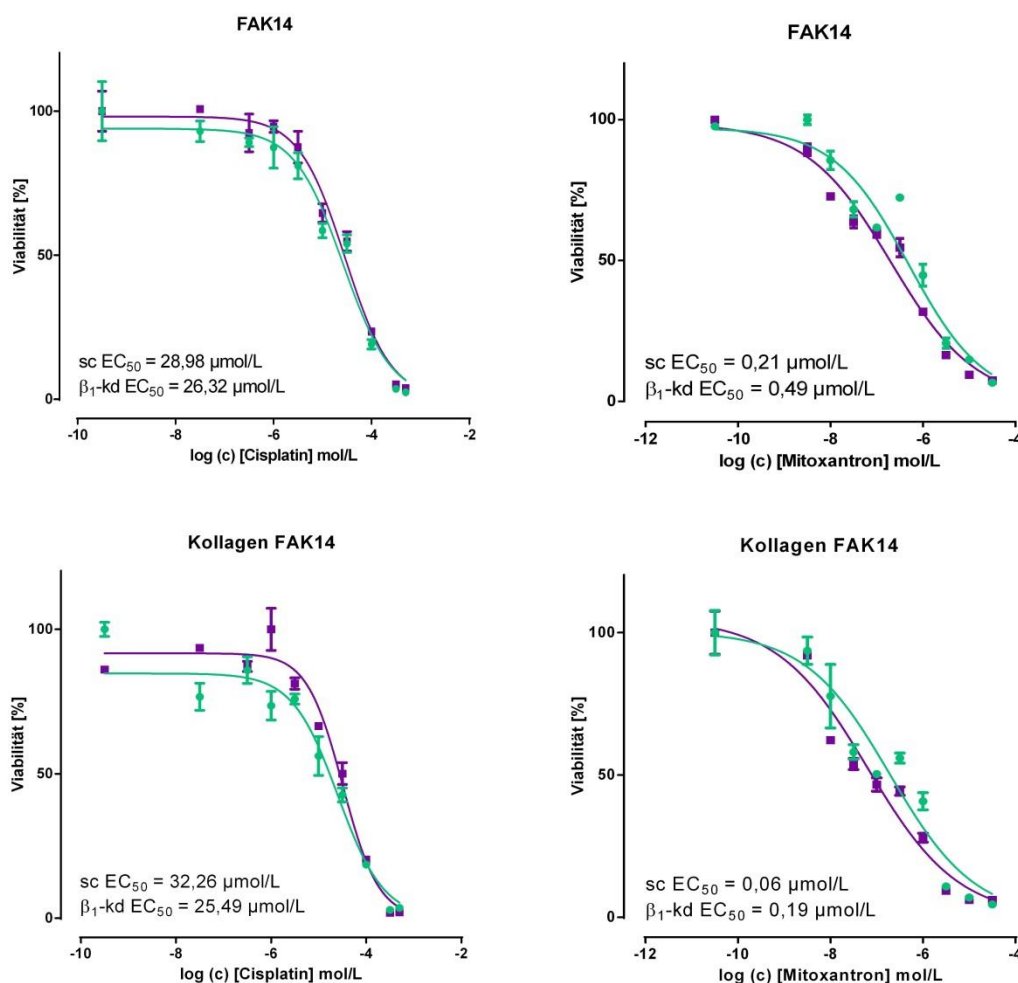 FAK14
Viabilität [%]
100
50
0
sc EC₅₀ = 28,98 µmol/L
β₁-kd EC₅₀ = 26,32 µmol/L
-10 -8 -6 -4 -2
log (c) [Cisplatin] mol/L
FAK14
Viabilität [%]
100
50
0
sc EC₅₀ = 0,21 µmol/L
β₁-kd EC₅₀ = 0,49 µmol/L
-12 -10 -8 -6 -4
log (c) [Mitoxantron] mol/L
Kollagen FAK14
Viabilität [%]
100
50
0
sc EC₅₀ = 32,26 µmol/L
β₁-kd EC₅₀ = 25,49 µmol/L
-10 -8 -6 -4 -2
log (c) [Cisplatin] mol/L
Kollagen FAK14
Viabilität [%]
100
50
0
sc EC₅₀ = 0,06 µmol/L
β₁-kd EC₅₀ = 0,19 µmol/L
-12 -10 -8 -6 -4
log (c) [Mitoxantron] mol/L